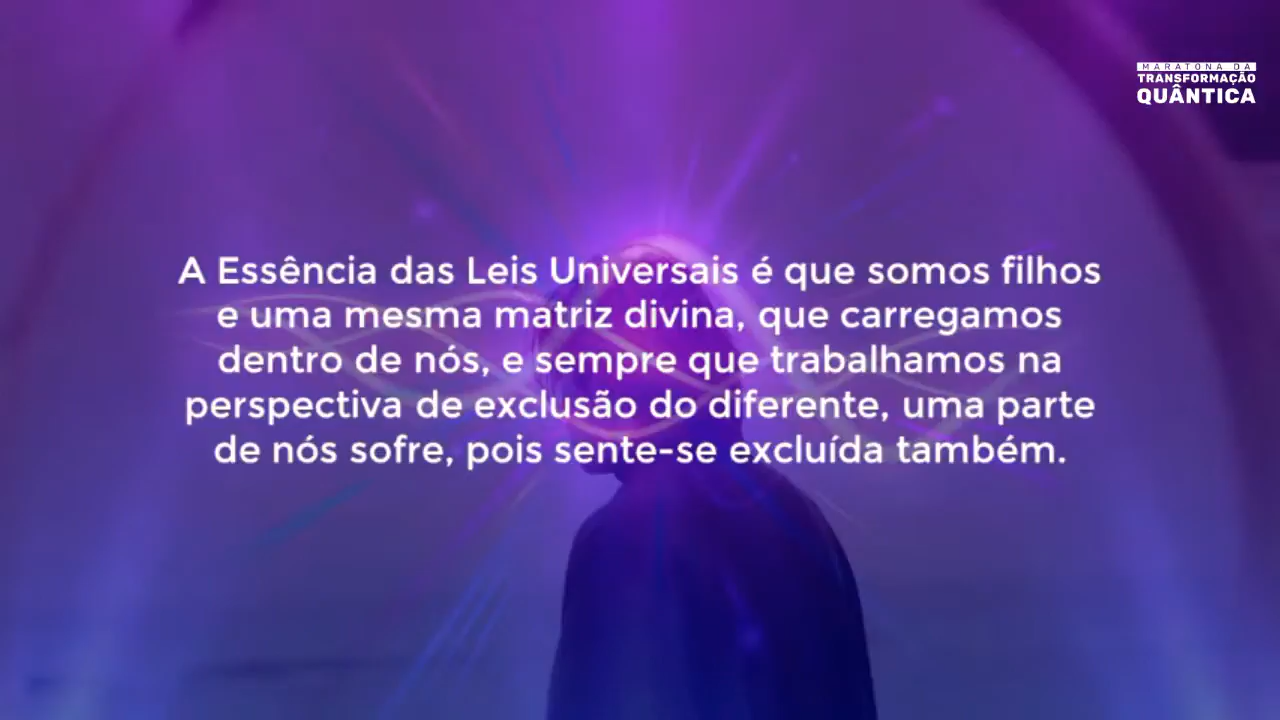 MARATONA DA
TRANSFORMAÇÃO
QUÂNTICA
A Essência das Leis Universais é que somos filhos
e uma mesma matriz divina, que carregamos
dentro de nós, e sempre que trabalhamos na
perspectiva de exclusão do diferente, uma parte
de nós sofre, pois sente-se excluída também.